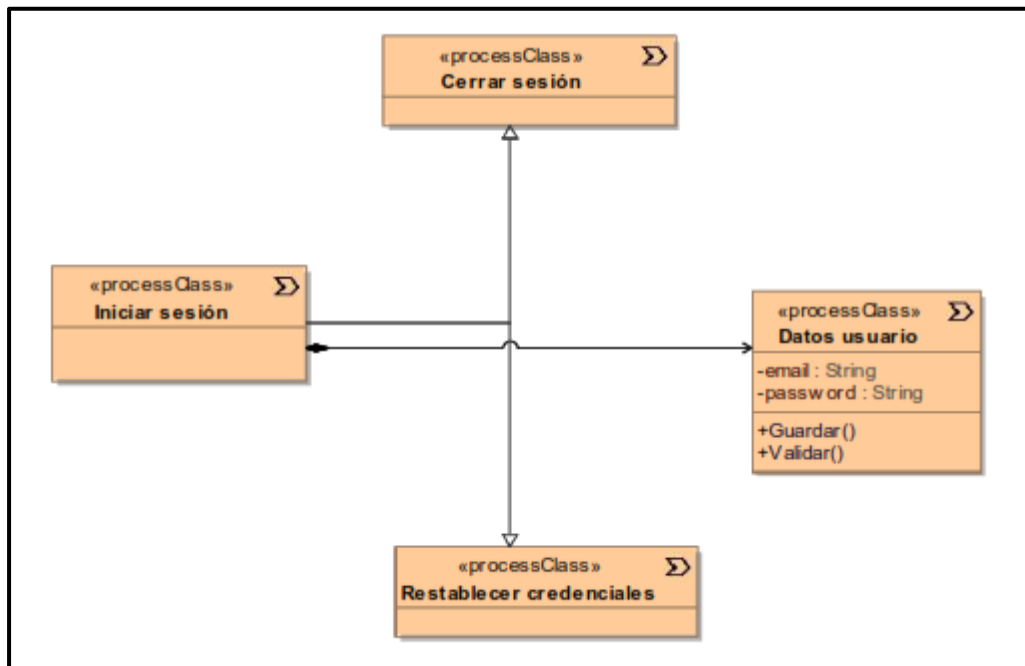 «processClass»
Cerrar sesión
«processClass»
Iniciar sesión
«processClass»
Datos usuario
-email : String
-password : String
+Guardar()
+Validar()
«processClass»
Restablecer credenciales